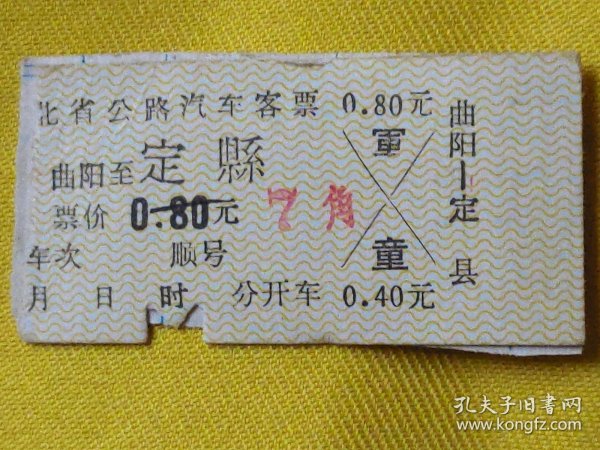 北省公路汽车客票 0.80元
曲阳至定縣
軍
票价 0.80元
7角
车次 顺号
童
月 日 时 分开车 0.40元
曲阳—定县
孔夫子旧书网
www.kongfz.com